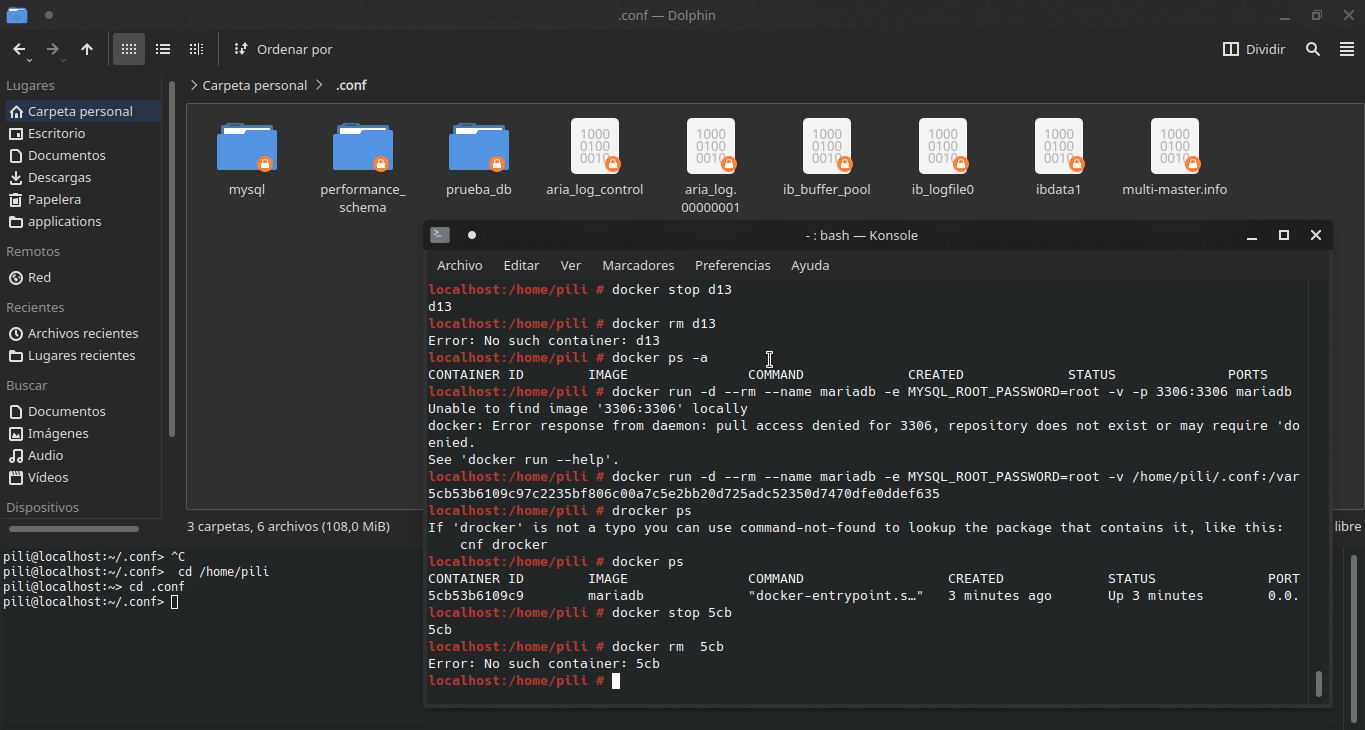 .conf — Dolphin
Ordenar por
Dividir
Lugares
Carpeta personal
Escritorio
Documentos
Descargas
Papelera
applications
Remotos
Red
Recientes
Archivos recientes
Lugares recientes
Buscar
Documentos
Imágenes
Audio
Vídeos
Dispositivos
Carpeta personal > .conf
mysql
performance_
schema
prueba_db
aria_log_control
aria_log.
00000001
ib_buffer_pool
ib_logfile0
ibdata1
multi-master.info
3 carpetas, 6 archivos (108,0 MiB)
libre
pili@localhost:~/.conf> ^C
pili@localhost:~/.conf>  cd /home/pili
pili@localhost:~> cd .conf
pili@localhost:~/.conf>
- : bash — Konsole
Archivo Editar Ver Marcadores Preferencias Ayuda
localhost:/home/pili # docker stop d13
d13
localhost:/home/pili # docker rm d13
Error: No such container: d13
localhost:/home/pili # docker ps -a
CONTAINER ID        IMAGE               COMMAND             CREATED             STATUS              PORTS
localhost:/home/pili # docker run -d --rm --name mariadb -e MYSQL_ROOT_PASSWORD=root -v -p 3306:3306 mariadb
Unable to find image '3306:3306' locally
docker: Error response from daemon: pull access denied for 3306, repository does not exist or may require 'do
enied.
See 'docker run --help'.
localhost:/home/pili # docker run -d --rm --name mariadb -e MYSQL_ROOT_PASSWORD=root -v /home/pili/.conf:/var
5cb53b6109c97c2235bf806c00a7c5e2bb20d725adc52350d7470dfe0ddef635
localhost:/home/pili # drocker ps
If 'drocker' is not a typo you can use command-not-found to lookup the package that contains it, like this:
    cnf drocker
localhost:/home/pili # docker ps
CONTAINER ID        IMAGE               COMMAND                  CREATED             STATUS              PORT
5cb53b6109c9        mariadb             "docker-entrypoint.s…"   3 minutes ago       Up 3 minutes        0.0.
localhost:/home/pili # docker stop 5cb
5cb
localhost:/home/pili # docker rm  5cb
Error: No such container: 5cb
localhost:/home/pili #